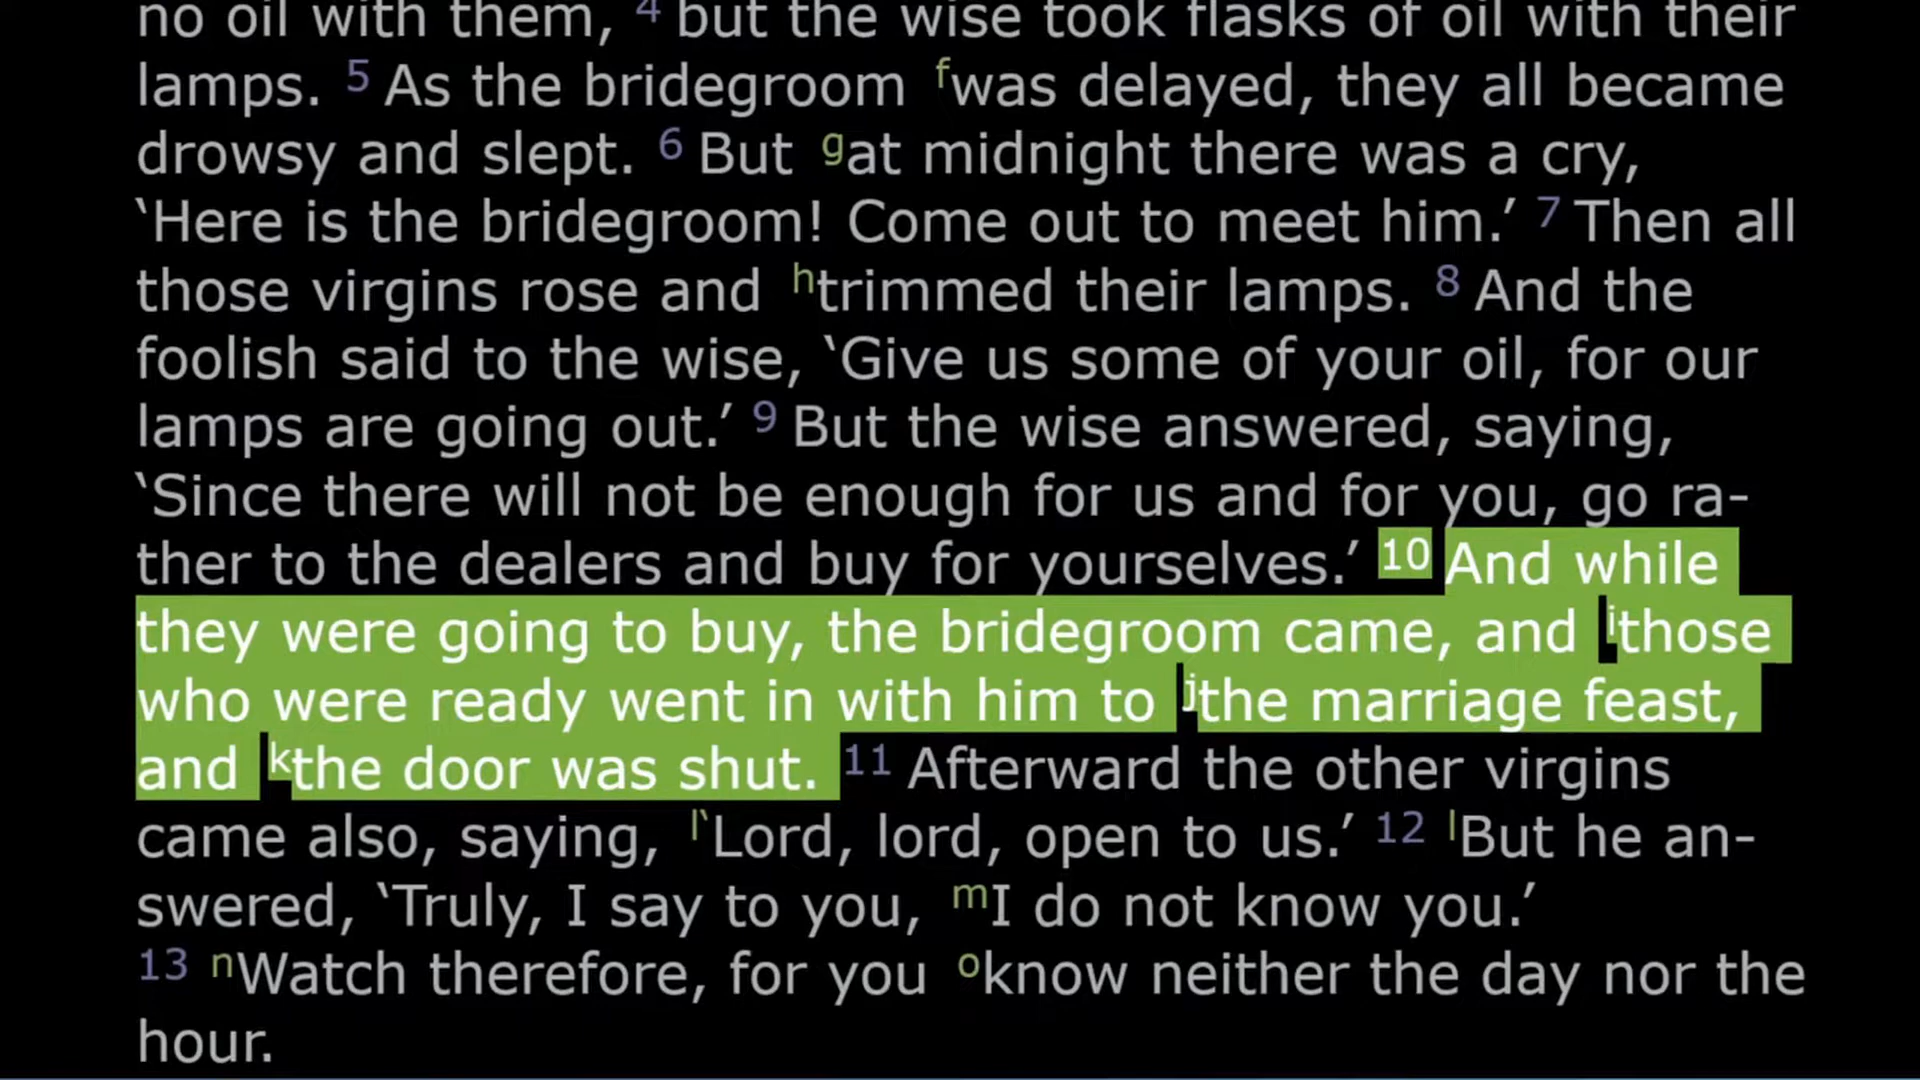 no oil with them, 4 but the wise took flasks of oil with their
lamps. 5 As the bridegroom fwas delayed, they all became
drowsy and slept. 6 But gat midnight there was a cry,
‘Here is the bridegroom! Come out to meet him.’ 7 Then all
those virgins rose and htrimmed their lamps. 8 And the
foolish said to the wise, ‘Give us some of your oil, for our
lamps are going out.’ 9 But the wise answered, saying,
‘Since there will not be enough for us and for you, go ra-
ther to the dealers and buy for yourselves.’ 10 And while
they were going to buy, the bridegroom came, and ithose
who were ready went in with him to jthe marriage feast,
and kthe door was shut. 11 Afterward the other virgins
came also, saying, l‘Lord, lord, open to us.’ 12 lBut he an-
swered, ‘Truly, I say to you, mI do not know you.’
13 nWatch therefore, for you oknow neither the day nor the
hour.